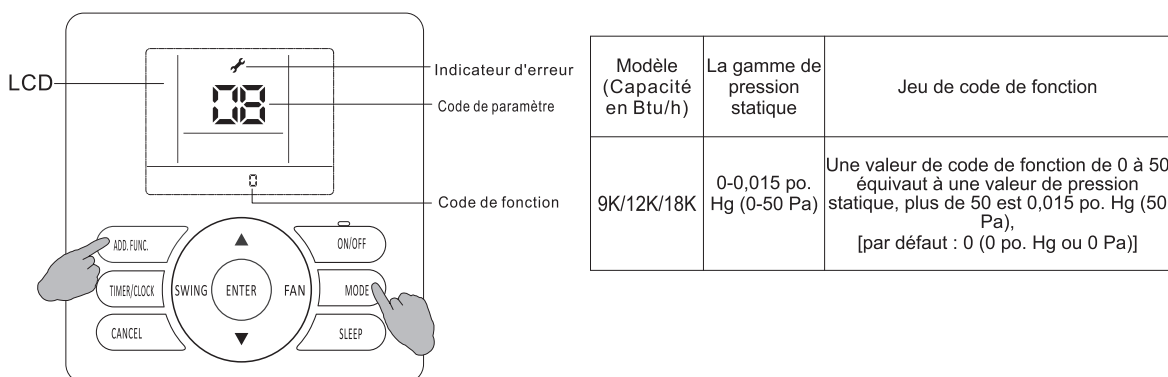 LCD
Indicateur d'erreur
08
Code de paramètre
0
Code de fonction
ADD. FUNC.
ON/OFF
TIMER/CLOCK
SWING
ENTER
FAN
MODE
CANCEL
SLEEP
Modèle
(Capacité
en Btu/h)
La gamme de
pression
statique
Jeu de code de fonction
9K/12K/18K
0-0,015 po.
Hg (0-50 Pa)
Une valeur de code de fonction de 0 à 50
équivaut à une valeur de pression
statique, plus de 50 est 0,015 po. Hg (50
Pa),
[par défaut : 0 (0 po. Hg ou 0 Pa)]